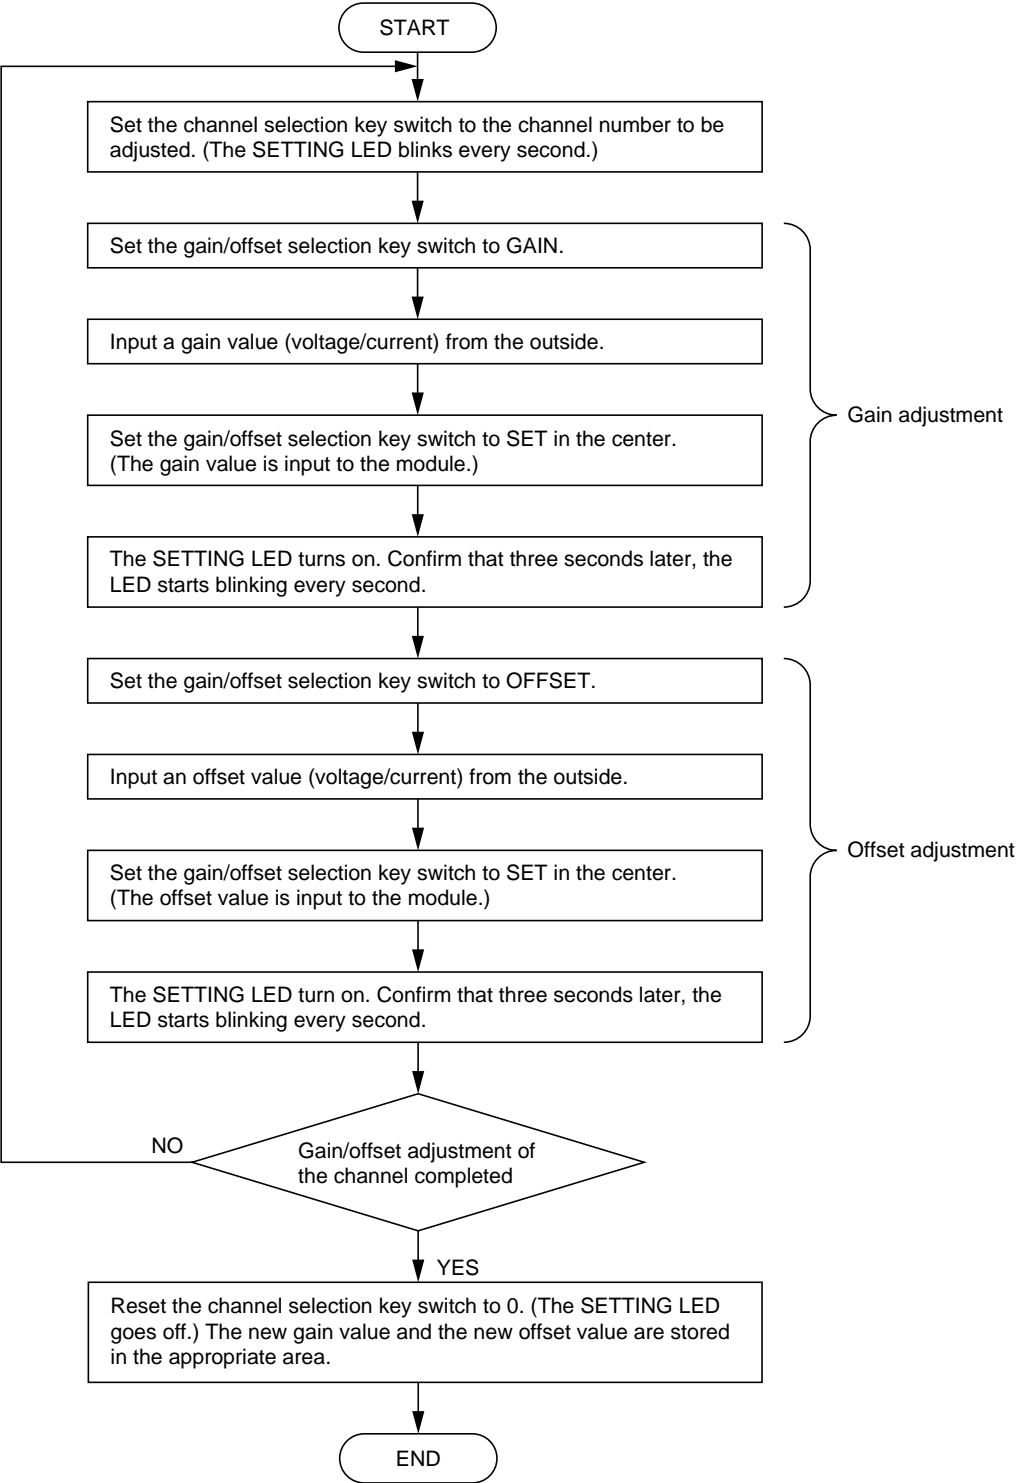 START
Set the channel selection key switch to the channel number to be
adjusted. (The SETTING LED blinks every second.)
Set the gain/offset selection key switch to GAIN.
Input a gain value (voltage/current) from the outside.
Gain adjustment
Set the gain/offset selection key switch to SET in the center.
(The gain value is input to the module.)
The SETTING LED turns on. Confirm that three seconds later, the
LED starts blinking every second.
Set the gain/offset selection key switch to OFFSET.
Input an offset value (voltage/current) from the outside.
Offset adjustment
Set the gain/offset selection key switch to SET in the center.
(The offset value is input to the module.)
The SETTING LED turn on. Confirm that three seconds later, the
LED starts blinking every second.
NO
Gain/offset adjustment of
the channel completed
YES
Reset the channel selection key switch to 0. (The SETTING LED
goes off.) The new gain value and the new offset value are stored
in the appropriate area.
END